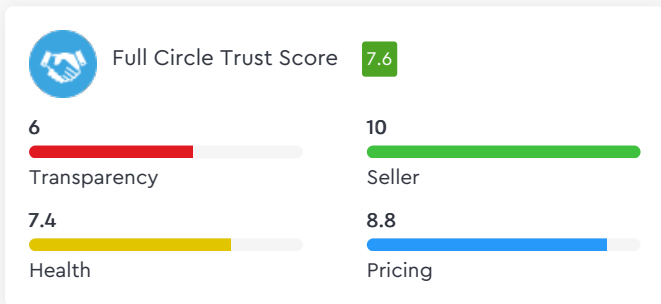 Full Circle Trust Score 7.6
6
Transparency
10
Seller
7.4
Health
8.8
Pricing